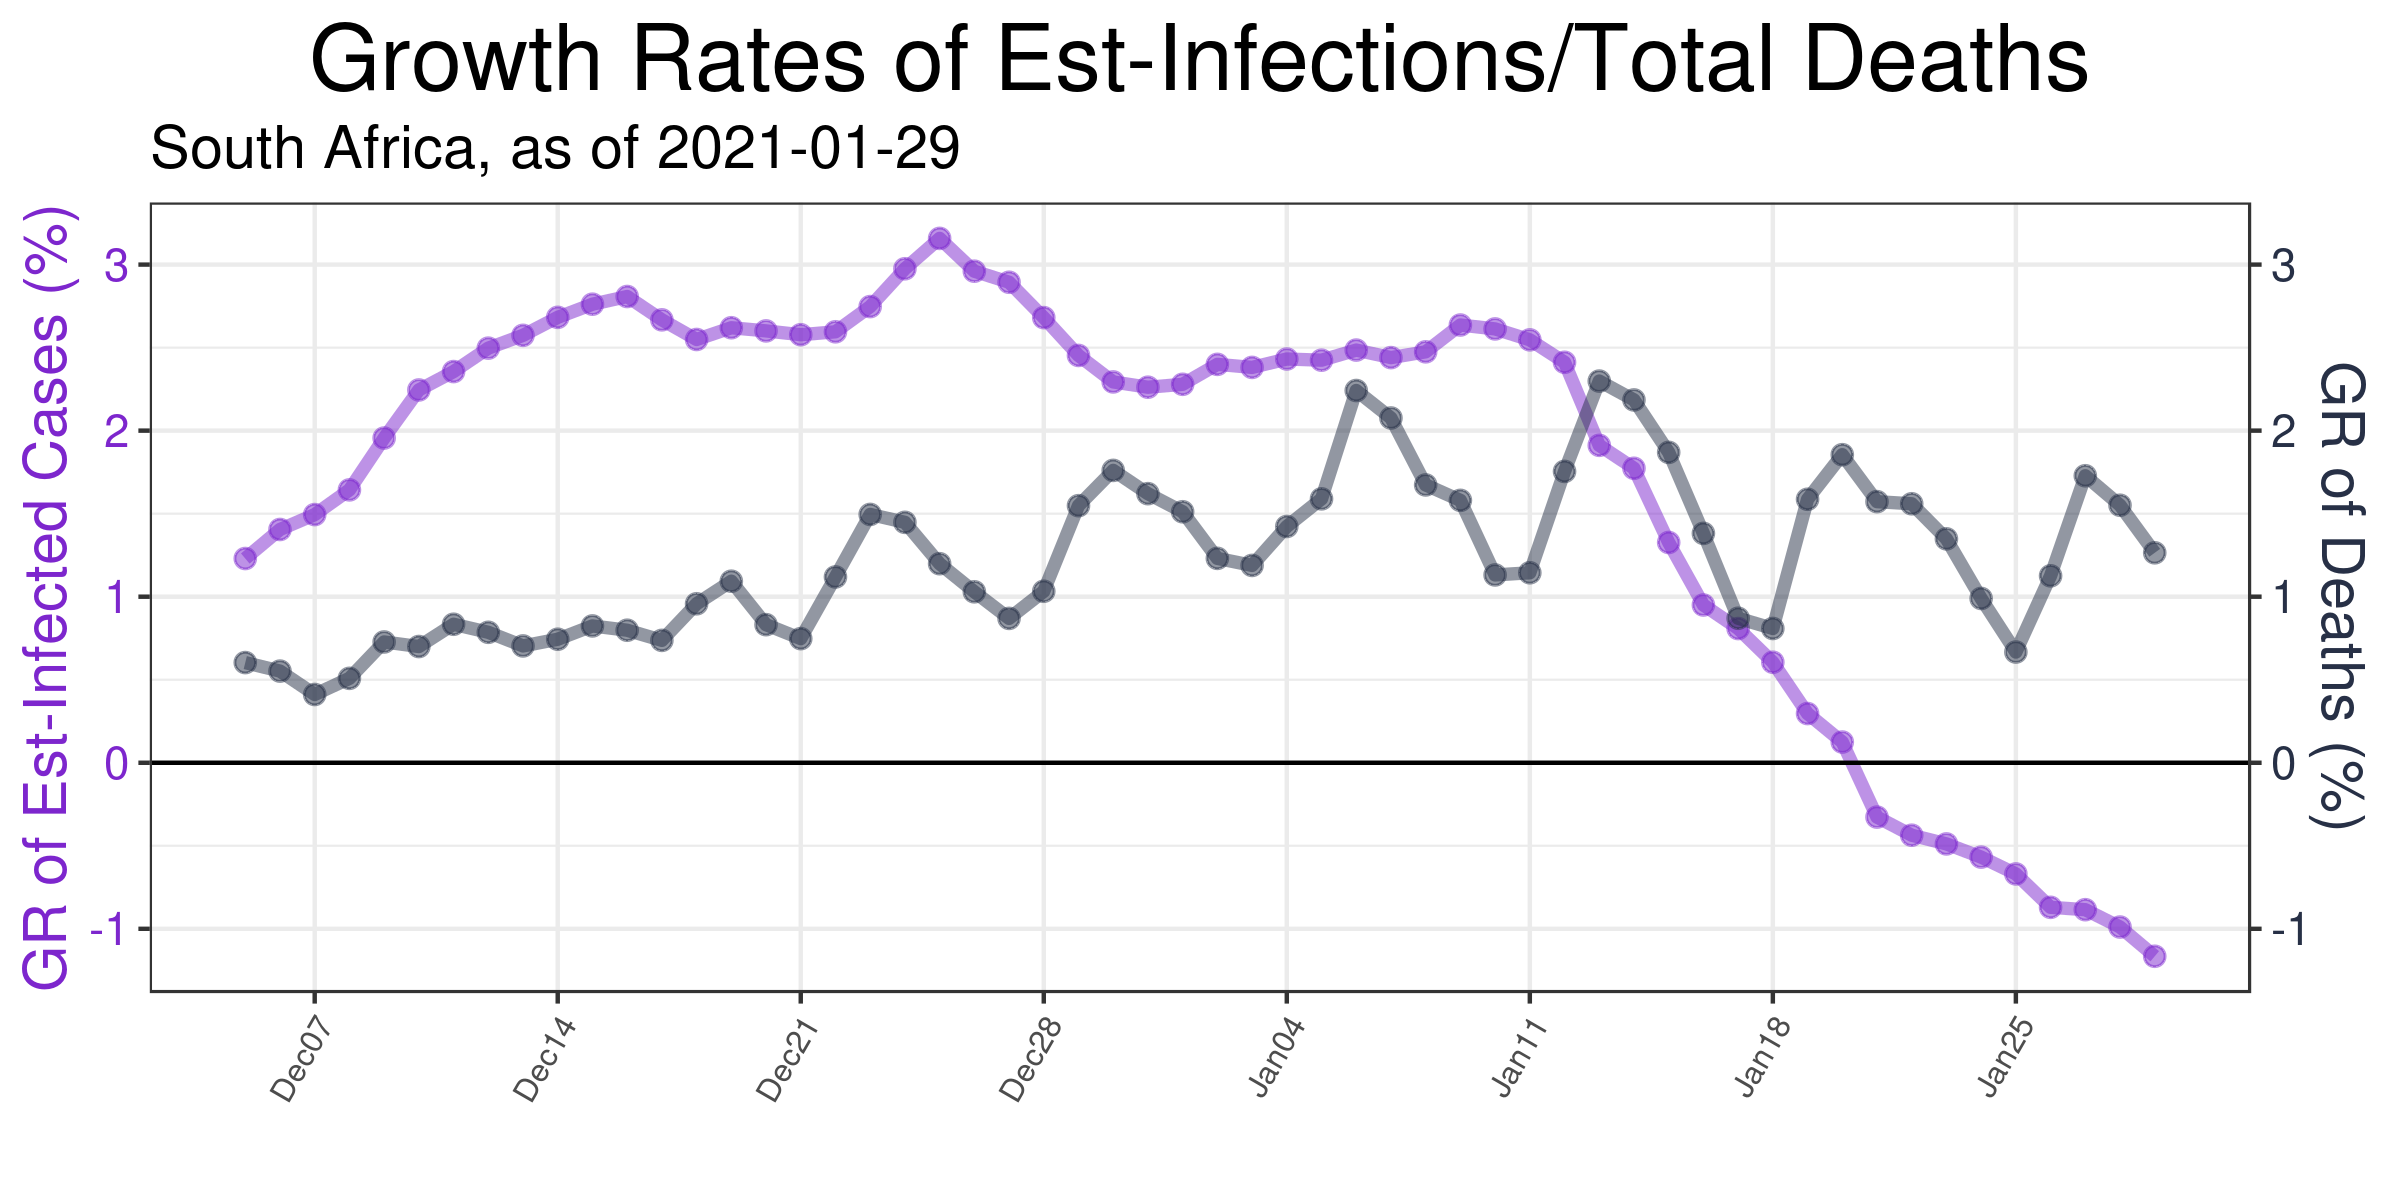 Growth Rates of Est-Infections/Total Deaths
South Africa, as of 2021-01-29
GR of Est-Infected Cases (%)
3
2
1
0
-1
3
2
1
0
-1
GR of Deaths (%)
Dec07
Dec14
Dec21
Dec28
Jan04
Jan11
Jan18
Jan25